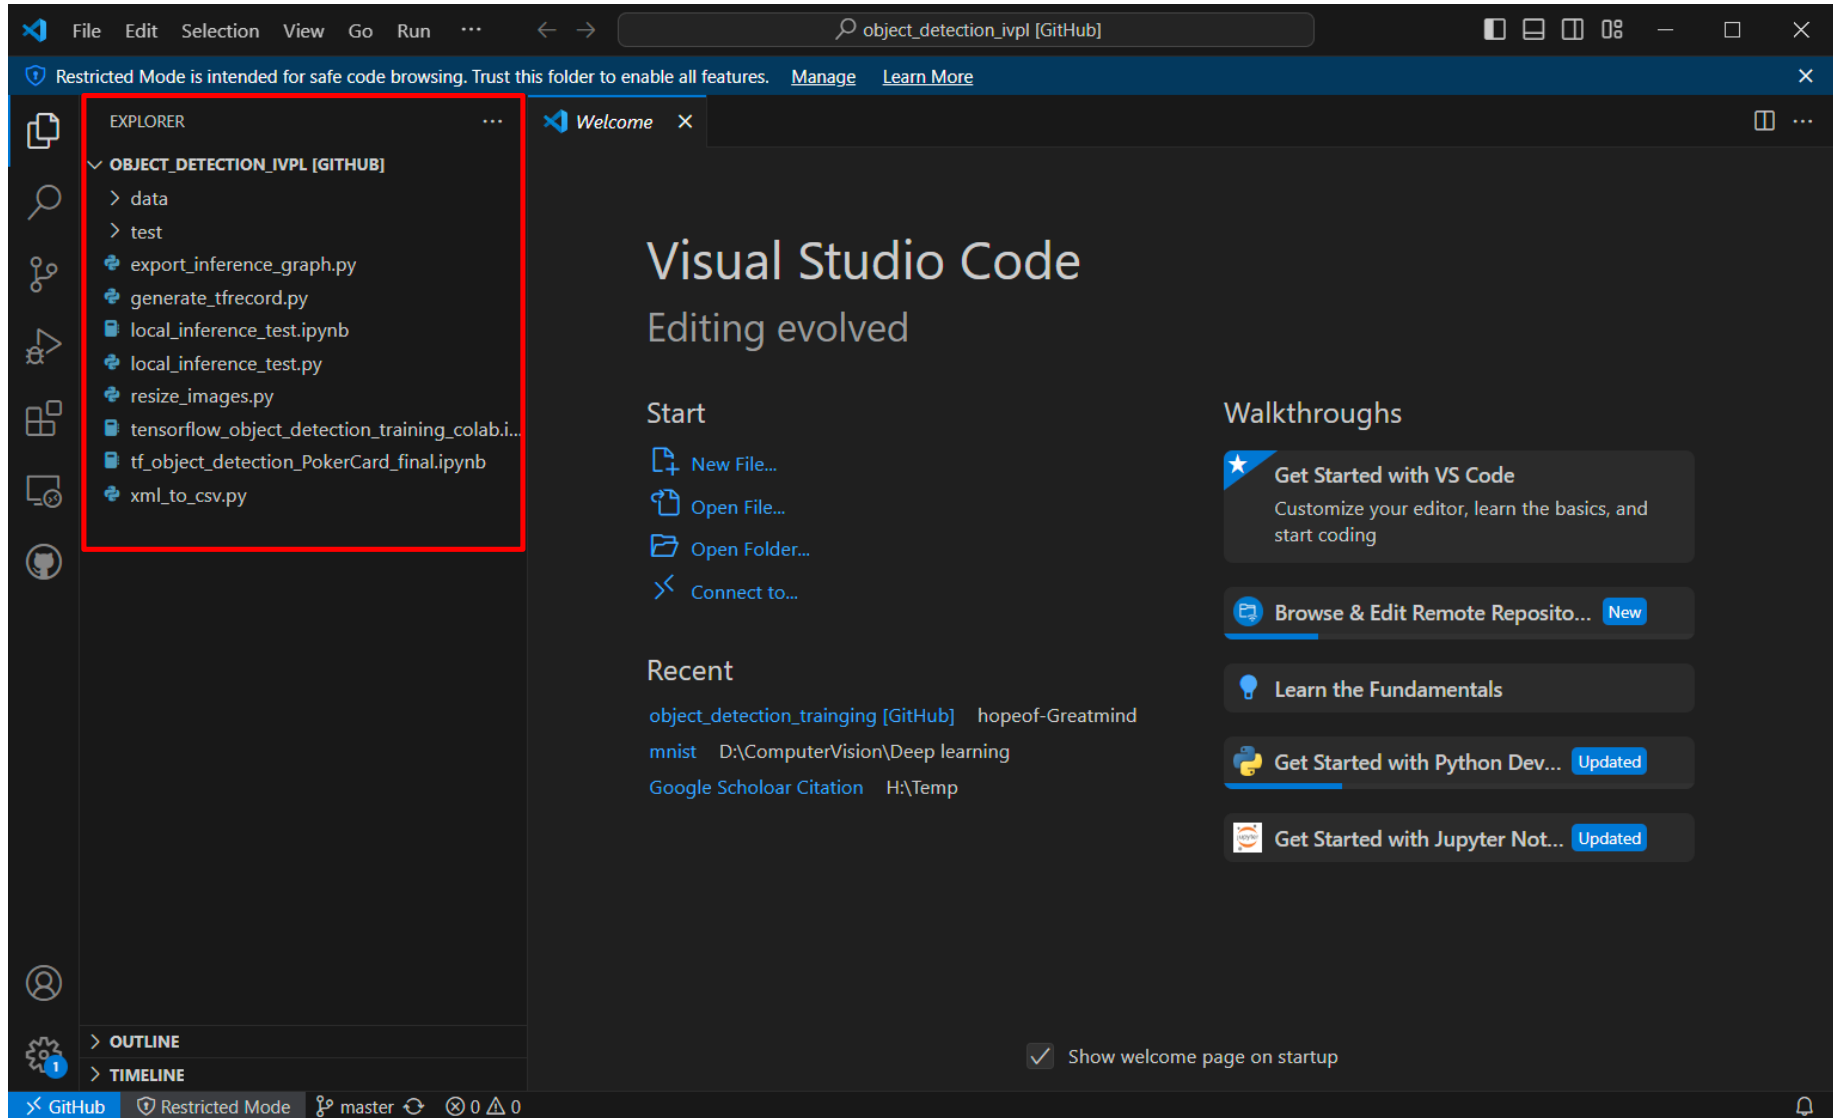 File Edit Selection View Go Run ··· object_detection_ivpl [GitHub]
Restricted Mode is intended for safe code browsing. Trust this folder to enable all features. Manage Learn More
EXPLORER ···
OBJECT_DETECTION_IVPL [GITHUB]
data
test
export_inference_graph.py
generate_tfrecord.py
local_inference_test.ipynb
local_inference_test.py
resize_images.py
tensorflow_object_detection_training_colab.i...
tf_object_detection_PokerCard_final.ipynb
xml_to_csv.py
OUTLINE
TIMELINE
Welcome
Visual Studio Code
Editing evolved
Start
New File...
Open File...
Open Folder...
Connect to...
Recent
object_detection_trainging [GitHub] hopeof-Greatmind
mnist D:\ComputerVision\Deep learning
Google Scholoar Citation H:\Temp
Walkthroughs
Get Started with VS Code
Customize your editor, learn the basics, and
start coding
Browse & Edit Remote Reposito... New
Learn the Fundamentals
Get Started with Python Dev... Updated
Get Started with Jupyter Not... Updated
Show welcome page on startup
1
GitHub Restricted Mode master 0 0